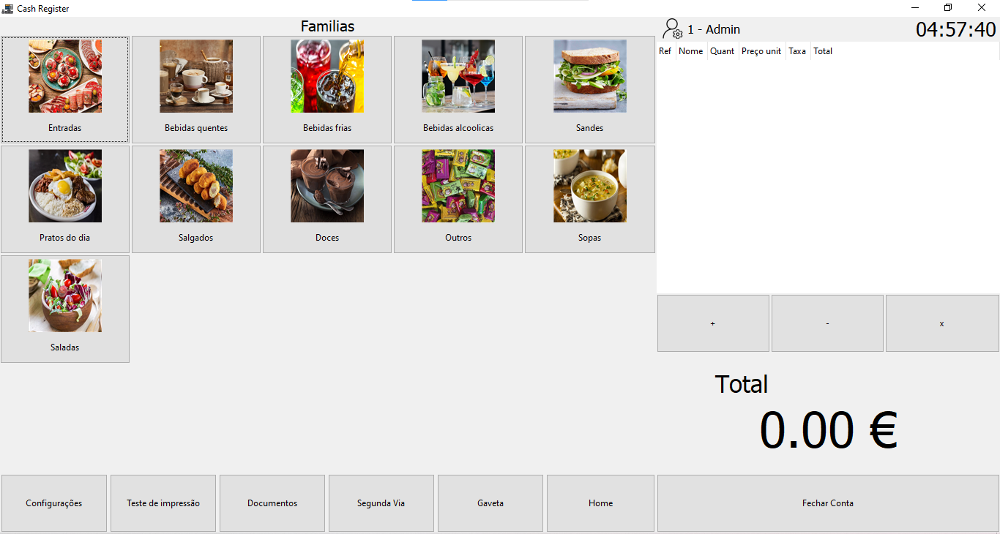 Cash Register
Familias
1 - Admin
04:57:40
Ref Nome Quant Preço unit Taxa Total
Entradas
Bebidas quentes
Bebidas frias
Bebidas alcoolicas
Sandes
Pratos do dia
Salgados
Doces
Outros
Sopas
Saladas
+
-
x
Total
0.00 €
Configurações
Teste de impressão
Documentos
Segunda Via
Gaveta
Home
Fechar Conta